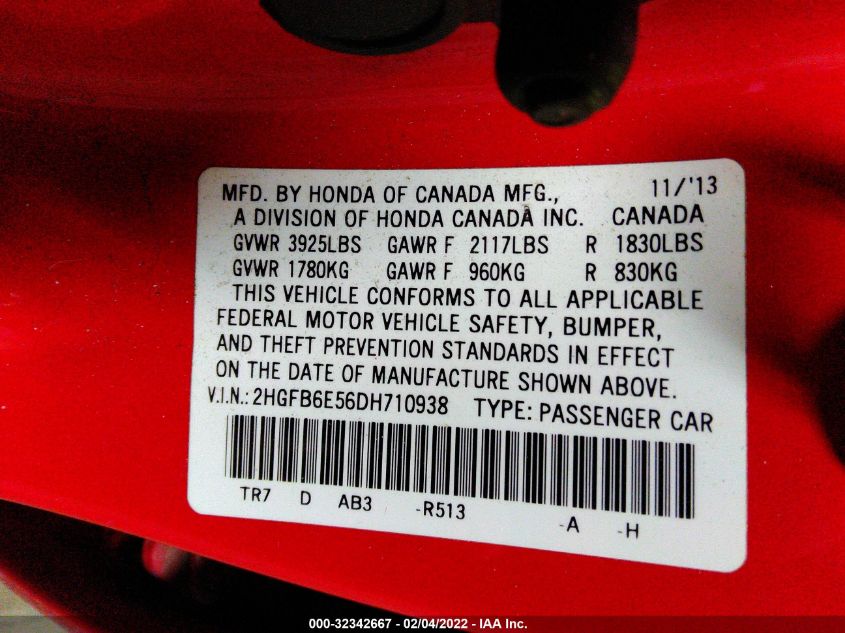 MFD. BY HONDA OF CANADA MFG., 11/'13
A DIVISION OF HONDA CANADA INC. CANADA
GVWR 3925LBS GAWR F 2117LBS R 1830LBS
GVWR 1780KG GAWR F 960KG R 830KG
THIS VEHICLE CONFORMS TO ALL APPLICABLE
FEDERAL MOTOR VEHICLE SAFETY, BUMPER,
AND THEFT PREVENTION STANDARDS IN EFFECT
ON THE DATE OF MANUFACTURE SHOWN ABOVE.
V.I.N.: 2HGFB6E56DH710938 TYPE: PASSENGER CAR
TR7 D AB3 -R513 -A -H
000-32342667 - 02/04/2022 - IAA Inc.